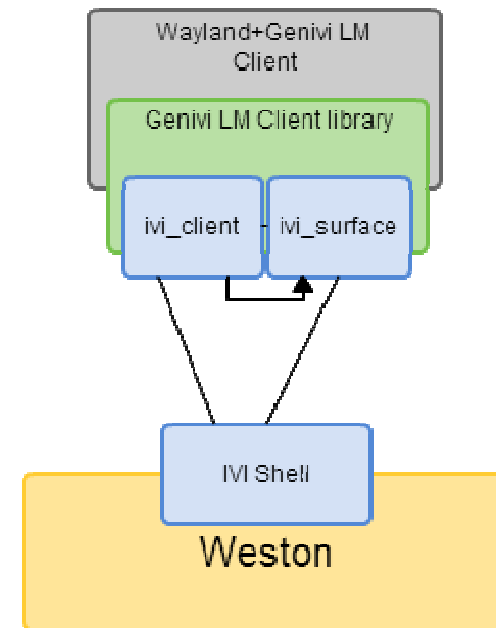 Wayland+Genivi LM
Client
Genivi LM Client library
ivi_client
ivi_surface
IVI Shell
Weston